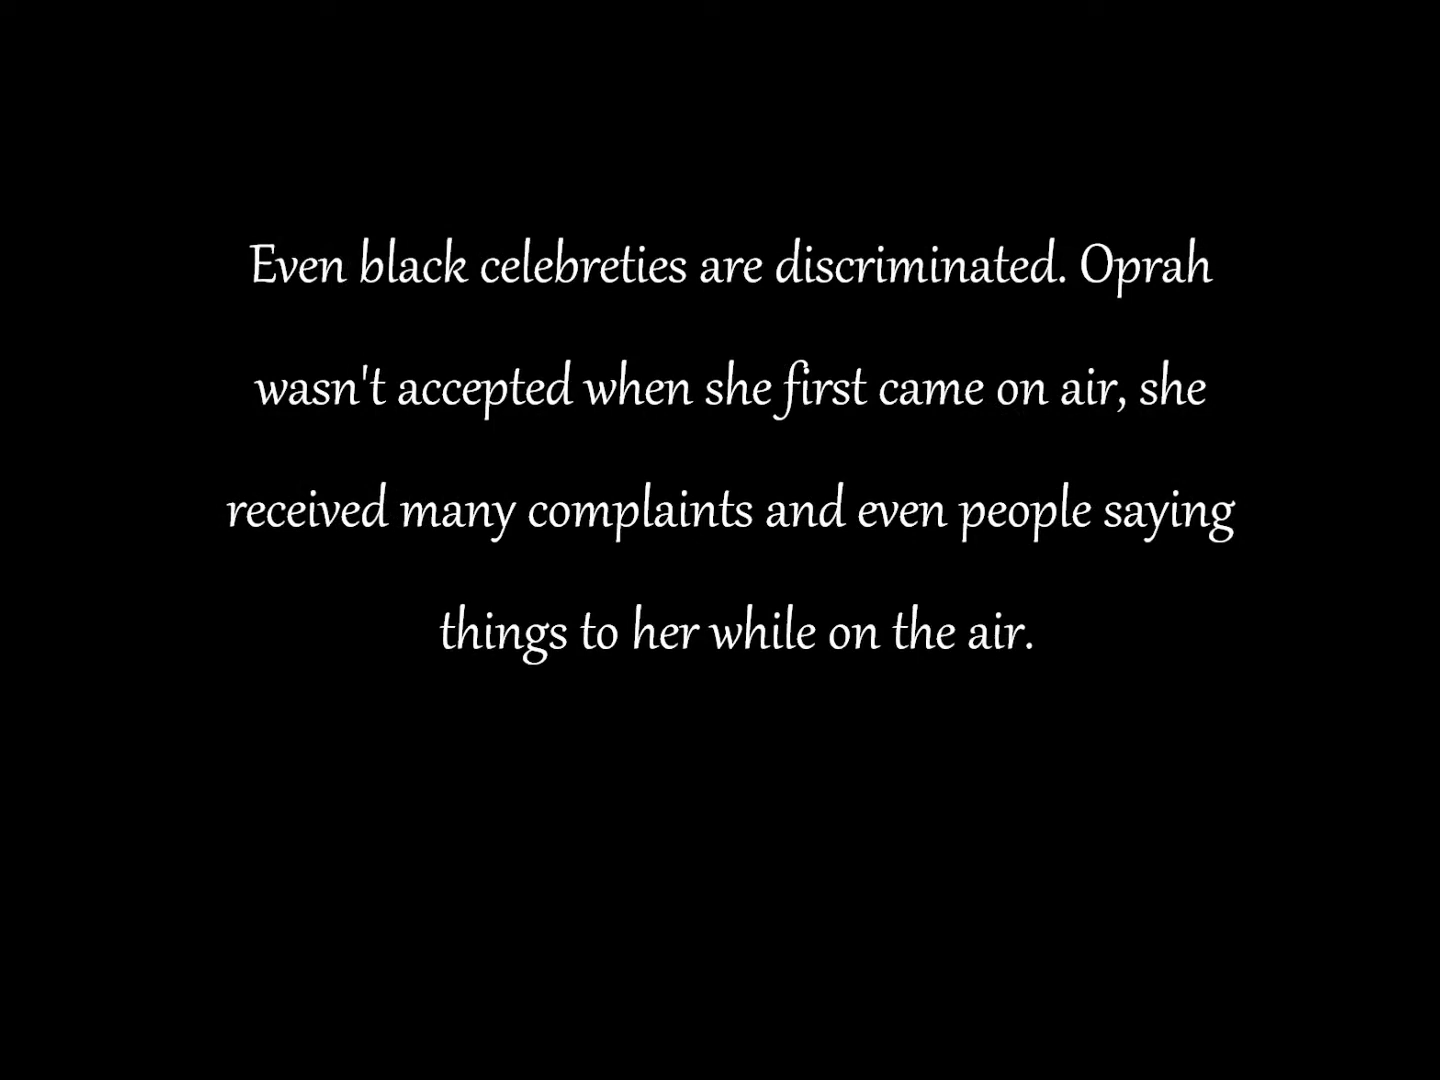 Even black celebreties are discriminated. Oprah
wasn't accepted when she first came on air, she
received many complaints and even people saying
things to her while on the air.